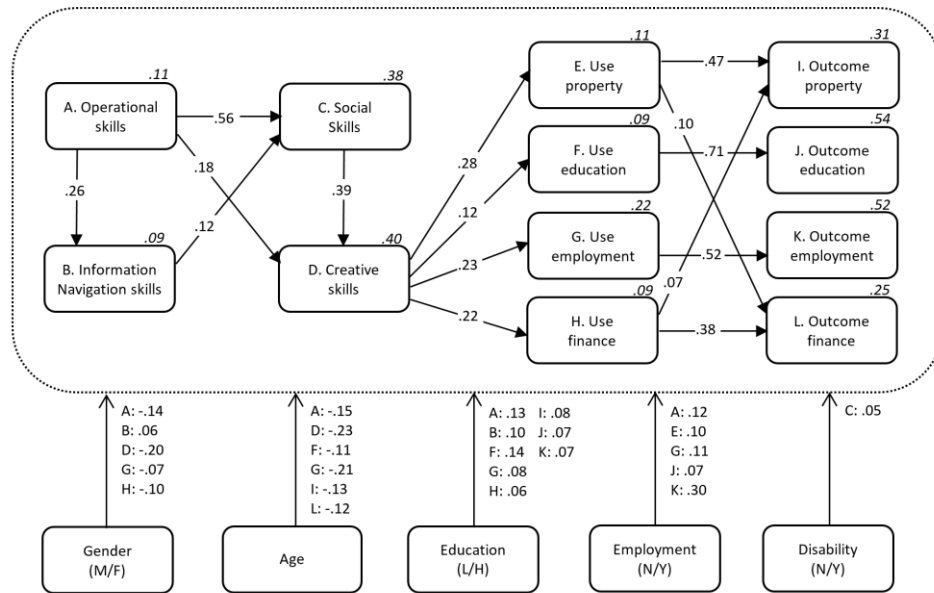 .11
.31
.38
.11
A. Operational
skills
C. Social
Skills
E. Use
property
I. Outcome
property
.47
.56
.10
.09
.54
.18
.28
F. Use
education
J. Outcome
education
.71
.26
.39
.12
.12
.22
.52
.09
.40
G. Use
employment
K. Outcome
employment
.52
B. Information
Navigation skills
D. Creative
skills
.23
.09
.07
.25
.22
H. Use
finance
L. Outcome
finance
.38
A: -.14
B: .06
D: -.20
G: -.07
H: -.10
A: -.15
D: -.23
F: -.11
G: -.21
I: -.13
L: -.12
A: .13 I: .08
B: .10 J: .07
F: .14 K: .07
G: .08
H: .06
A: .12
E: .10
G: .11
J: .07
K: .30
C: .05
Gender
(M/F)
Age
Education
(L/H)
Employment
(N/Y)
Disability
(N/Y)